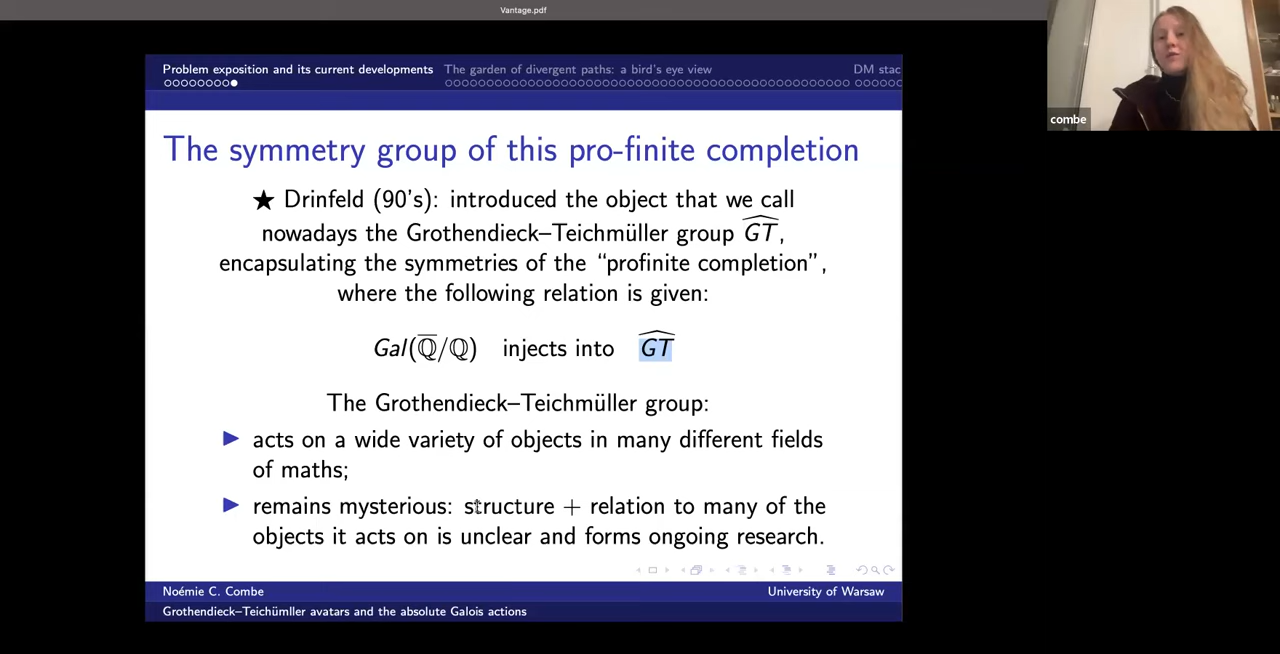 Vantage.pdf
combe
Problem exposition and its current developments
The garden of divergent paths: a bird's eye view
DM stac
The symmetry group of this pro-finite completion
★ Drinfeld (90's): introduced the object that we call
nowadays the Grothendieck–Teichmüller group $\widehat{GT}$,
encapsulating the symmetries of the “profinite completion”,
where the following relation is given:
$Gal(\overline{\mathbb{Q}}/\mathbb{Q})$ injects into $\widehat{GT}$
The Grothendieck–Teichmüller group:
▶ acts on a wide variety of objects in many different fields
of maths;
▶ remains mysterious: structure + relation to many of the
objects it acts on is unclear and forms ongoing research.
Noémie C. Combe
University of Warsaw
Grothendieck–Teichümller avatars and the absolute Galois actions